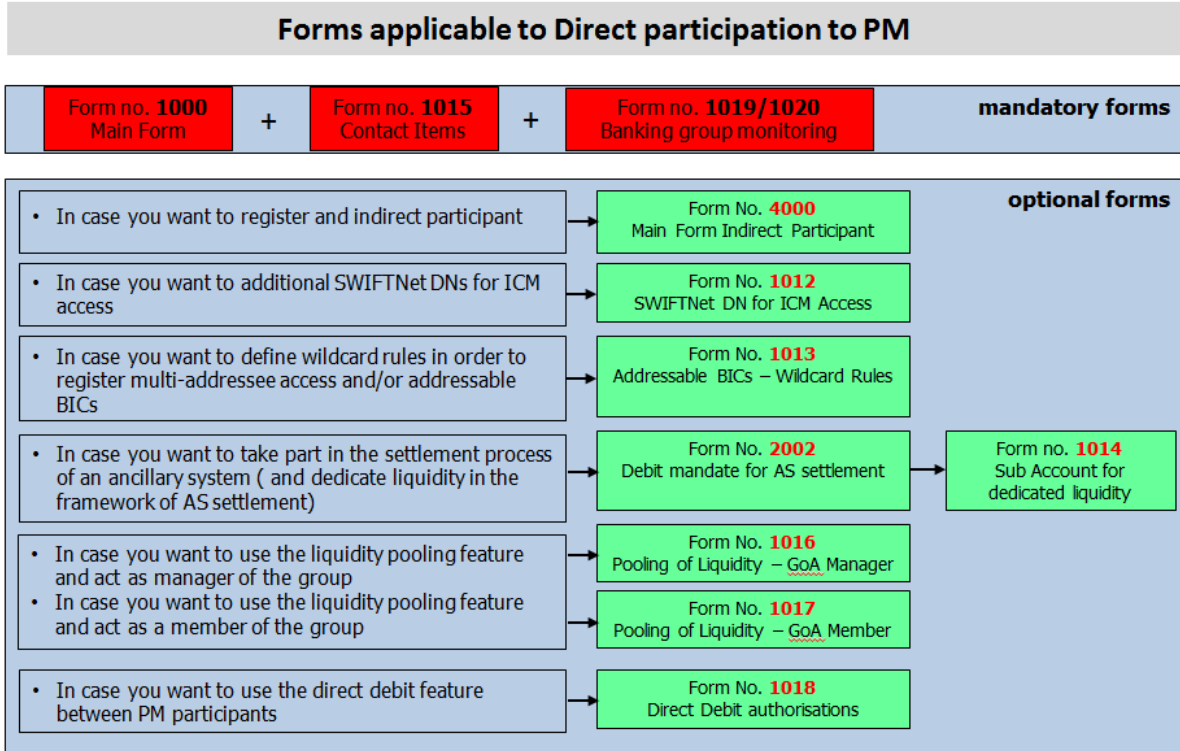 Forms applicable to Direct participation to PM
Form no. 1000
Main Form
+
Form no. 1015
Contact Items
+
Form no. 1019/1020
Banking group monitoring
mandatory forms
optional forms
• In case you want to register and indirect participant
Form No. 4000
Main Form Indirect Participant
• In case you want to additional SWIFTNet DNs for ICM
access
Form No. 1012
SWIFTNet DN for ICM Access
• In case you want to define wildcard rules in order to
register multi-addressee access and/or addressable
BICs
Form No. 1013
Addressable BICs – Wildcard Rules
• In case you want to take part in the settlement process
of an ancillary system ( and dedicate liquidity in the
framework of AS settlement)
Form No. 2002
Debit mandate for AS settlement
Form no. 1014
Sub Account for
dedicated liquidity
• In case you want to use the liquidity pooling feature
and act as manager of the group
Form No. 1016
Pooling of Liquidity – GoA Manager
• In case you want to use the liquidity pooling feature
and act as a member of the group
Form No. 1017
Pooling of Liquidity – GoA Member
• In case you want to use the direct debit feature
between PM participants
Form No. 1018
Direct Debit authorisations